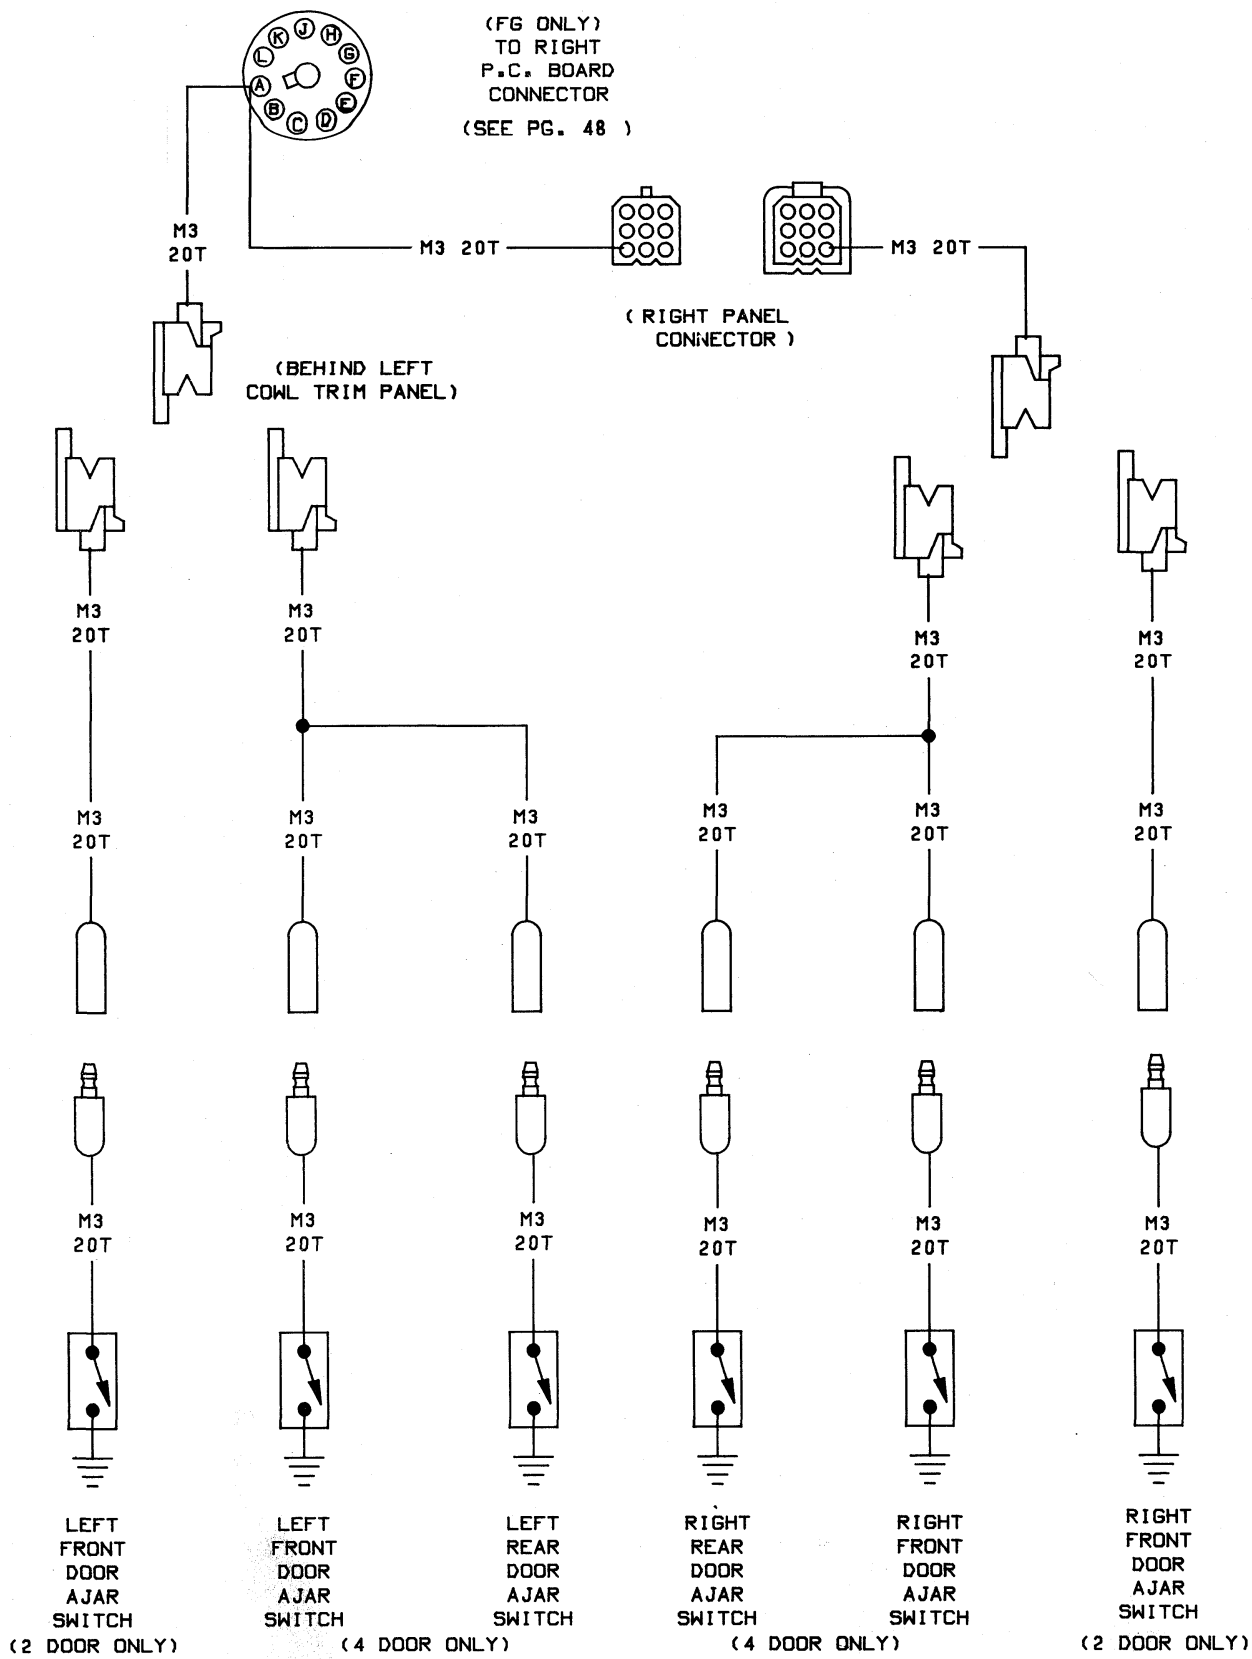 J
K
H
L
G
A
F
B
E
C
D
(FG ONLY)
TO RIGHT
P.C. BOARD
CONNECTOR
(SEE PG. 48 )
M3
20T
M3 20T
M3 20T
( RIGHT PANEL
CONNECTOR )
(BEHIND LEFT
COWL TRIM PANEL)
M3
20T
M3
20T
M3
20T
M3
20T
M3
20T
M3
20T
M3
20T
M3
20T
M3
20T
M3
20T
M3
20T
M3
20T
M3
20T
M3
20T
M3
20T
M3
20T
LEFT
FRONT
DOOR
AJAR
SWITCH
(2 DOOR ONLY)
LEFT
FRONT
DOOR
AJAR
SWITCH
LEFT
REAR
DOOR
AJAR
SWITCH
(4 DOOR ONLY)
RIGHT
REAR
DOOR
AJAR
SWITCH
RIGHT
FRONT
DOOR
AJAR
SWITCH
(4 DOOR ONLY)
RIGHT
FRONT
DOOR
AJAR
SWITCH
(2 DOOR ONLY)